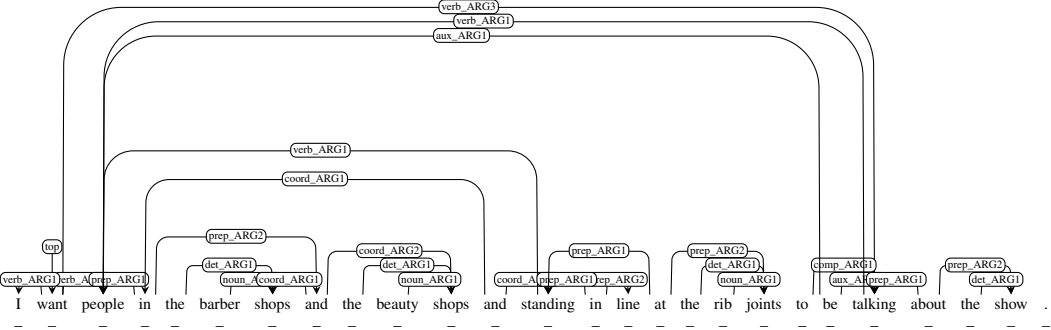 verb_ARG3
verb_ARG1
aux_ARG1
verb_ARG1
coord_ARG1
prep_ARG2
top coord_ARG2 prep_ARG1 prep_ARG2
det_ARG1 det_ARG1 det_ARG1 comp_ARG1 prep_ARG2
verb_ARG1 prep_ARG1 coord_ARG1 noun_ARG1 prep_ARG1 noun_ARG1 prep_ARG1 det_ARG1
I want people in the barber shops and the beauty shops and standing in line at the rib joints to be talking about the show .
_ _ _ _ _ _ _ _ _ _ _ _ _ _ _ _ _ _ _ _ _ _ _ _ _ _